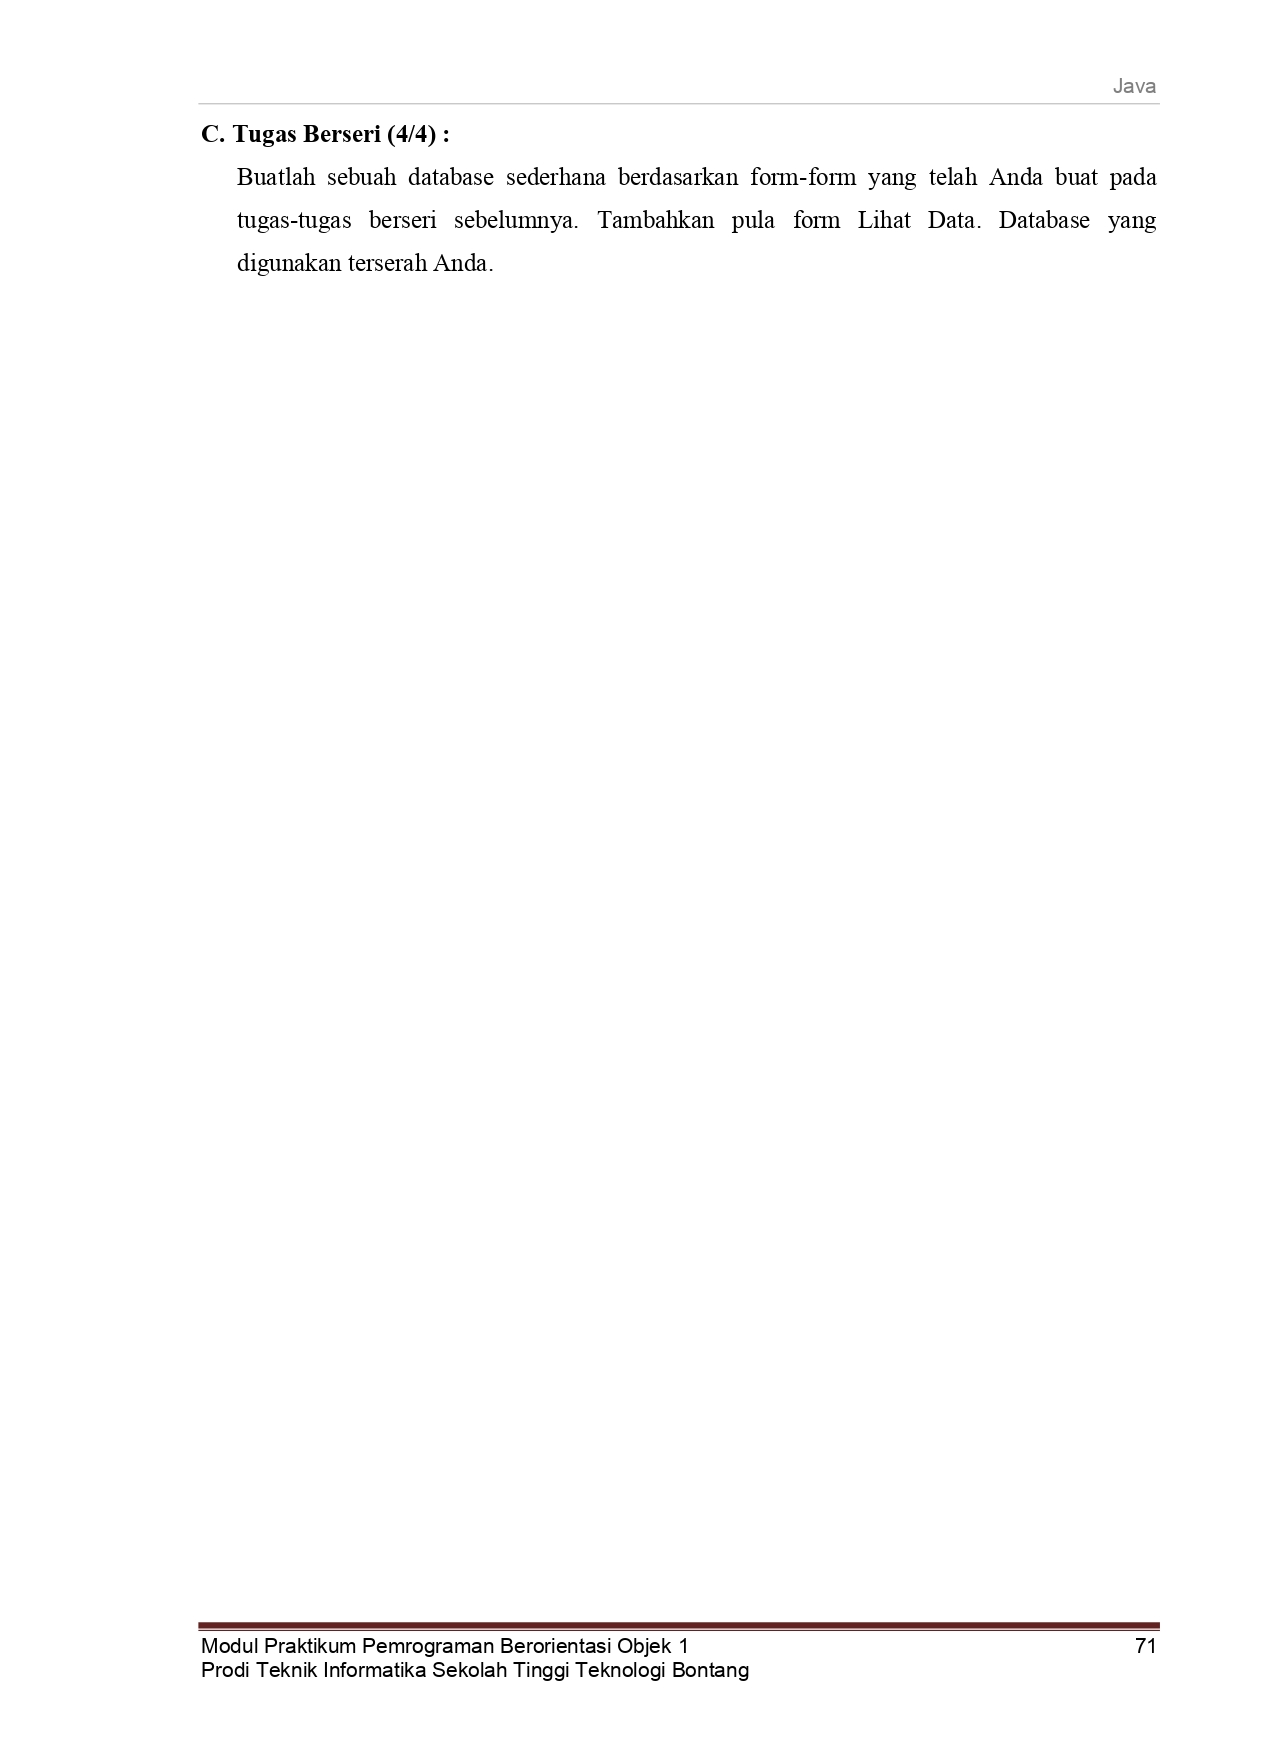 Java
C. Tugas Berseri (4/4) :
Buatlah sebuah database sederhana berdasarkan form-form yang telah Anda buat pada
tugas-tugas berseri sebelumnya. Tambahkan pula form Lihat Data. Database yang
digunakan terserah Anda.
Modul Praktikum Pemrograman Berorientasi Objek 1 71
Prodi Teknik Informatika Sekolah Tinggi Teknologi Bontang